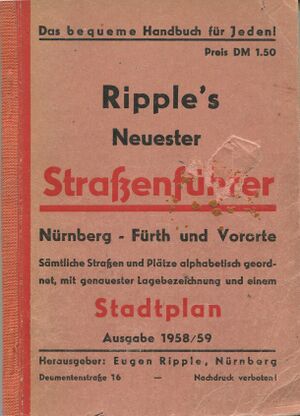 Das bequeme Handbuch für Jeden!
Preis DM 1.50
Ripple's
Neuester
Straßenführer
Nürnberg - Fürth und Vororte
Sämtliche Straßen und Plätze alphabetisch geord-
net, mit genauester Lagebezeichnung und einem
Stadtplan
Ausgabe 1958/59
Herausgeber: Eugen Ripple, Nürnberg
Deumentenstraße 16 — Nachdruck verboten!